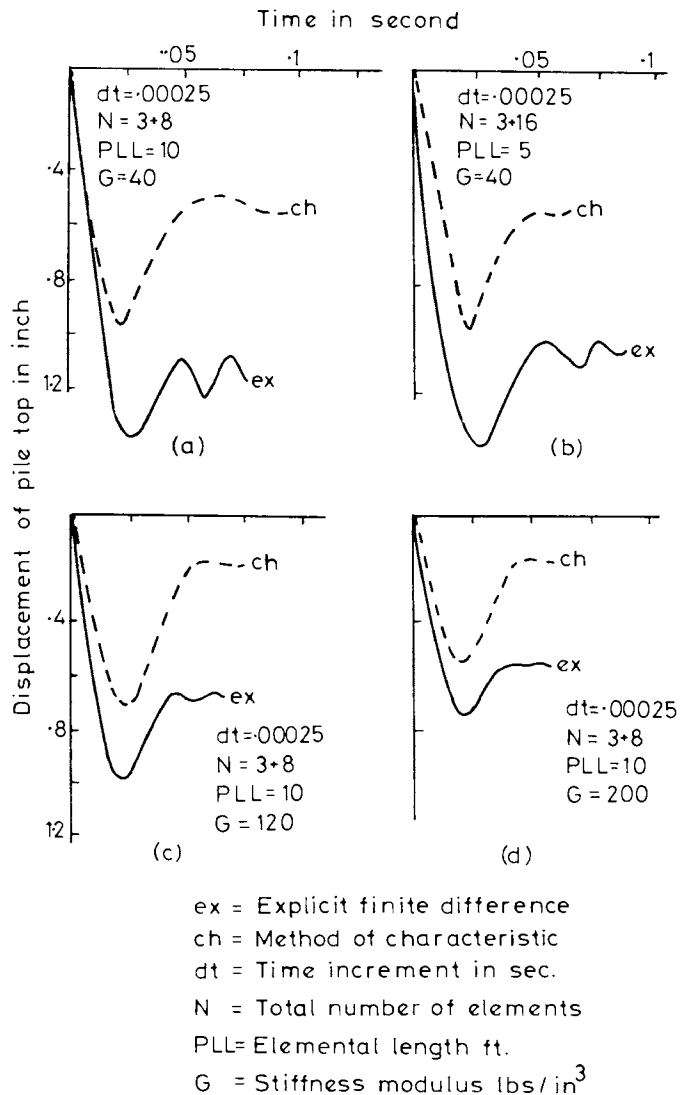 Time in second
·05 ·1
·05 ·1
dt=·00025
N = 3+8
PLL=10
G=40
ch
ex
(a)
dt=·00025
N = 3+16
PLL= 5
G=40
ch
ex
(b)
·4
·8
1·2
Displacement of pile top in inch
ch
ex
dt=·00025
N = 3+8
PLL= 10
G = 120
(c)
ch
ex
dt=·00025
N = 3+8
PLL = 10
G = 200
(d)
·4
·8
1·2
ex = Explicit finite difference
ch = Method of characteristic
dt = Time increment in sec.
N = Total number of elements
PLL= Elemental length ft.
G = Stiffness modulus lbs/in³